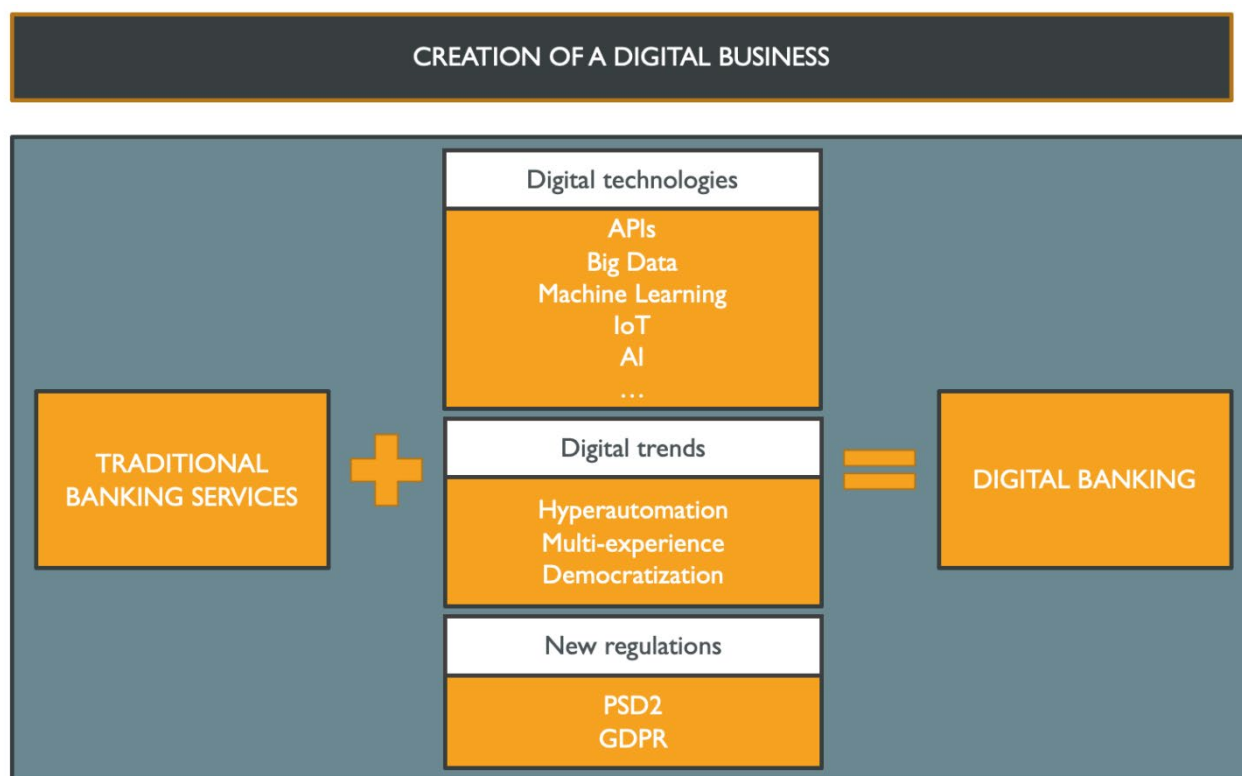 CREATION OF A DIGITAL BUSINESS
Digital technologies
APIs
Big Data
Machine Learning
IoT
AI
...
TRADITIONAL
BANKING SERVICES
Digital trends
Hyperautomation
Multi-experience
Democratization
DIGITAL BANKING
New regulations
PSD2
GDPR